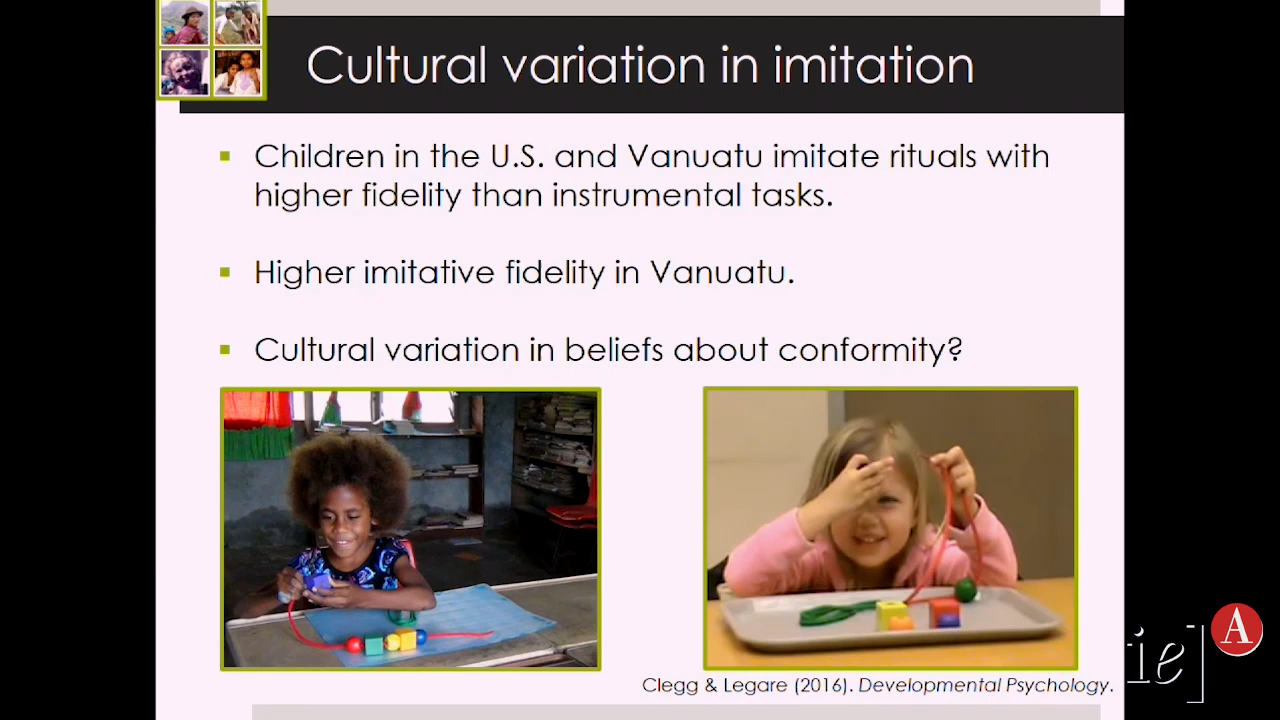 Cultural variation in imitation
Children in the U.S. and Vanuatu imitate rituals with
higher fidelity than instrumental tasks.
Higher imitative fidelity in Vanuatu.
Cultural variation in beliefs about conformity?
Clegg & Legare (2016). Developmental Psychology.
ie]
A